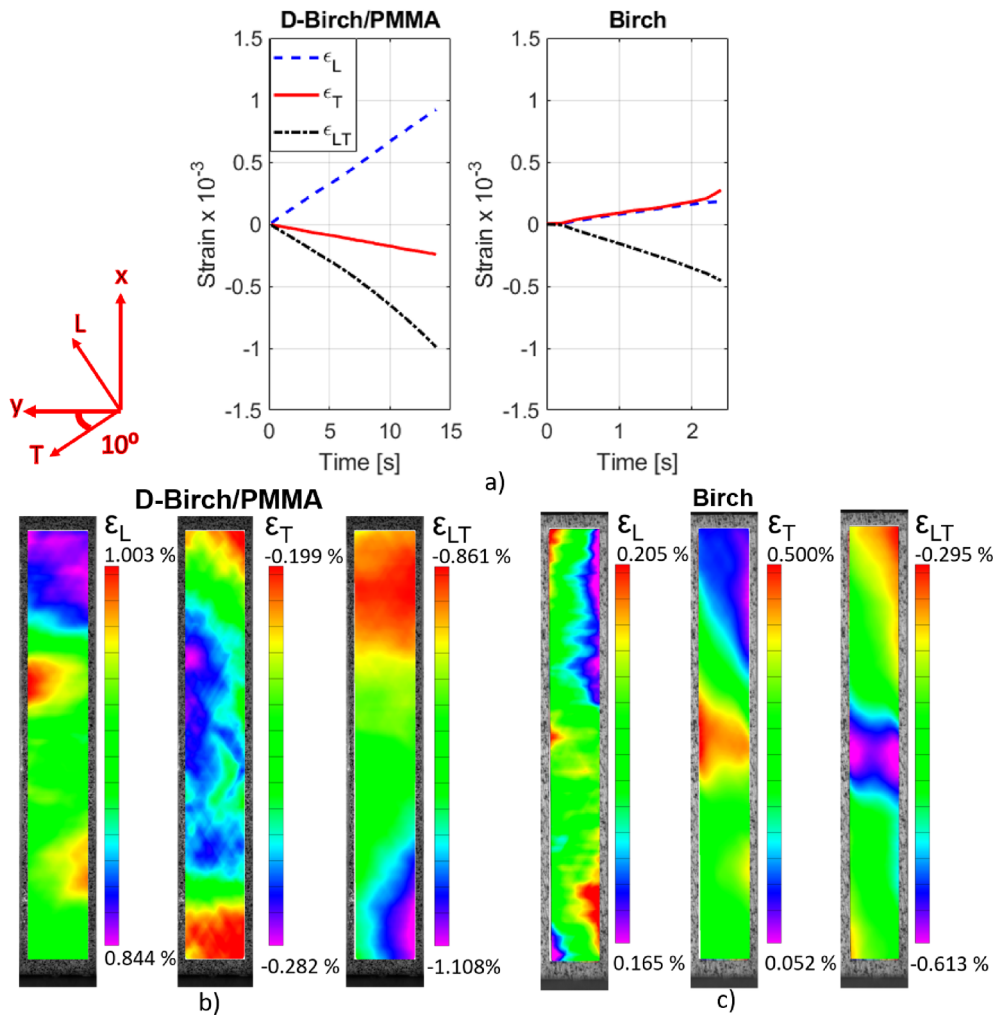 D-Birch/PMMA
Birch
1.5
1
0.5
0
-0.5
-1
-1.5
Strain x 10⁻³
ϵL
ϵT
ϵLT
0
5
10
15
Time [s]
1.5
1
0.5
0
-0.5
-1
-1.5
Strain x 10⁻³
0
1
2
Time [s]
x
L
y
T
10º
a)
D-Birch/PMMA
Birch
εL
1.003 %
0.844 %
εT
-0.199 %
-0.282 %
εLT
-0.861 %
-1.108%
εL
0.205 %
0.165 %
εT
0.500%
0.052 %
εLT
-0.295 %
-0.613 %
b)
c)